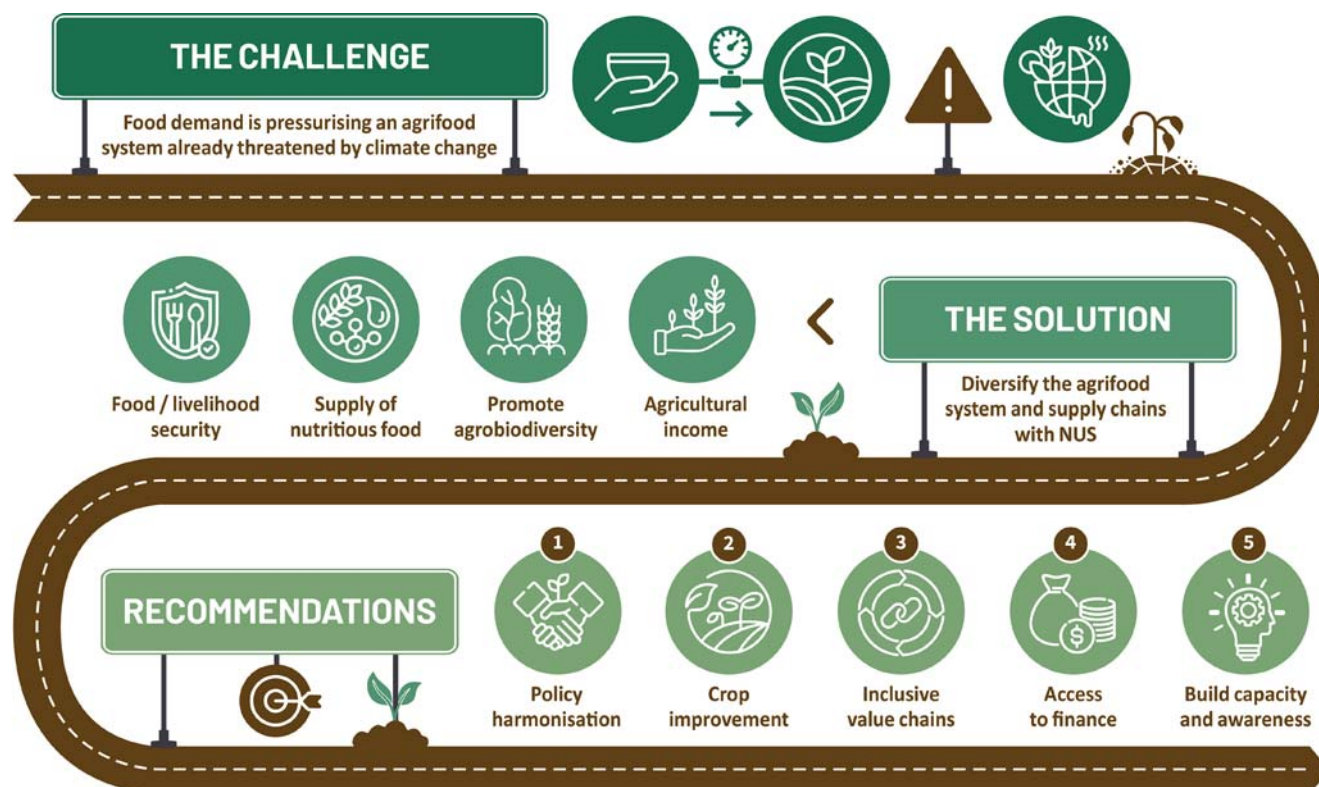 THE CHALLENGE
Food demand is pressurising an agrifood
system already threatened by climate change
THE SOLUTION
Diversify the agrifood
system and supply chains
with NUS
Food / livelihood
security
Supply of
nutritious food
Promote
agrobiodiversity
Agricultural
income
RECOMMENDATIONS
1
Policy
harmonisation
2
Crop
improvement
3
Inclusive
value chains
4
Access
to finance
$
5
Build capacity
and awareness